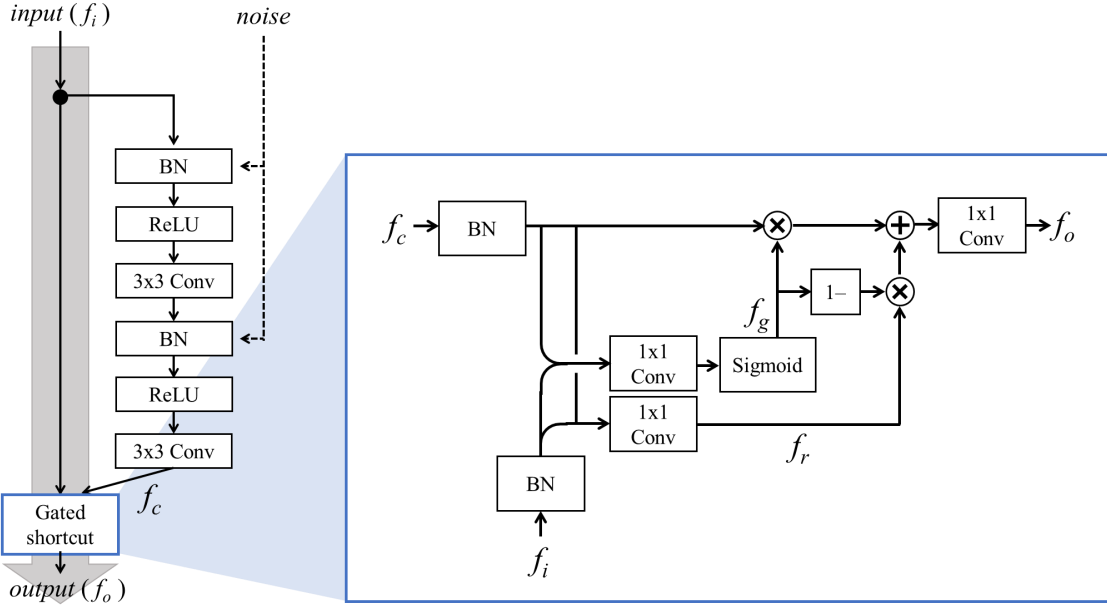 input (f_i)
noise
BN
ReLU
3x3 Conv
BN
ReLU
3x3 Conv
f_c
Gated
shortcut
output (f_o)
f_c
BN
1x1
Conv
f_o
1–
f_g
1x1
Conv
Sigmoid
1x1
Conv
f_r
BN
f_i